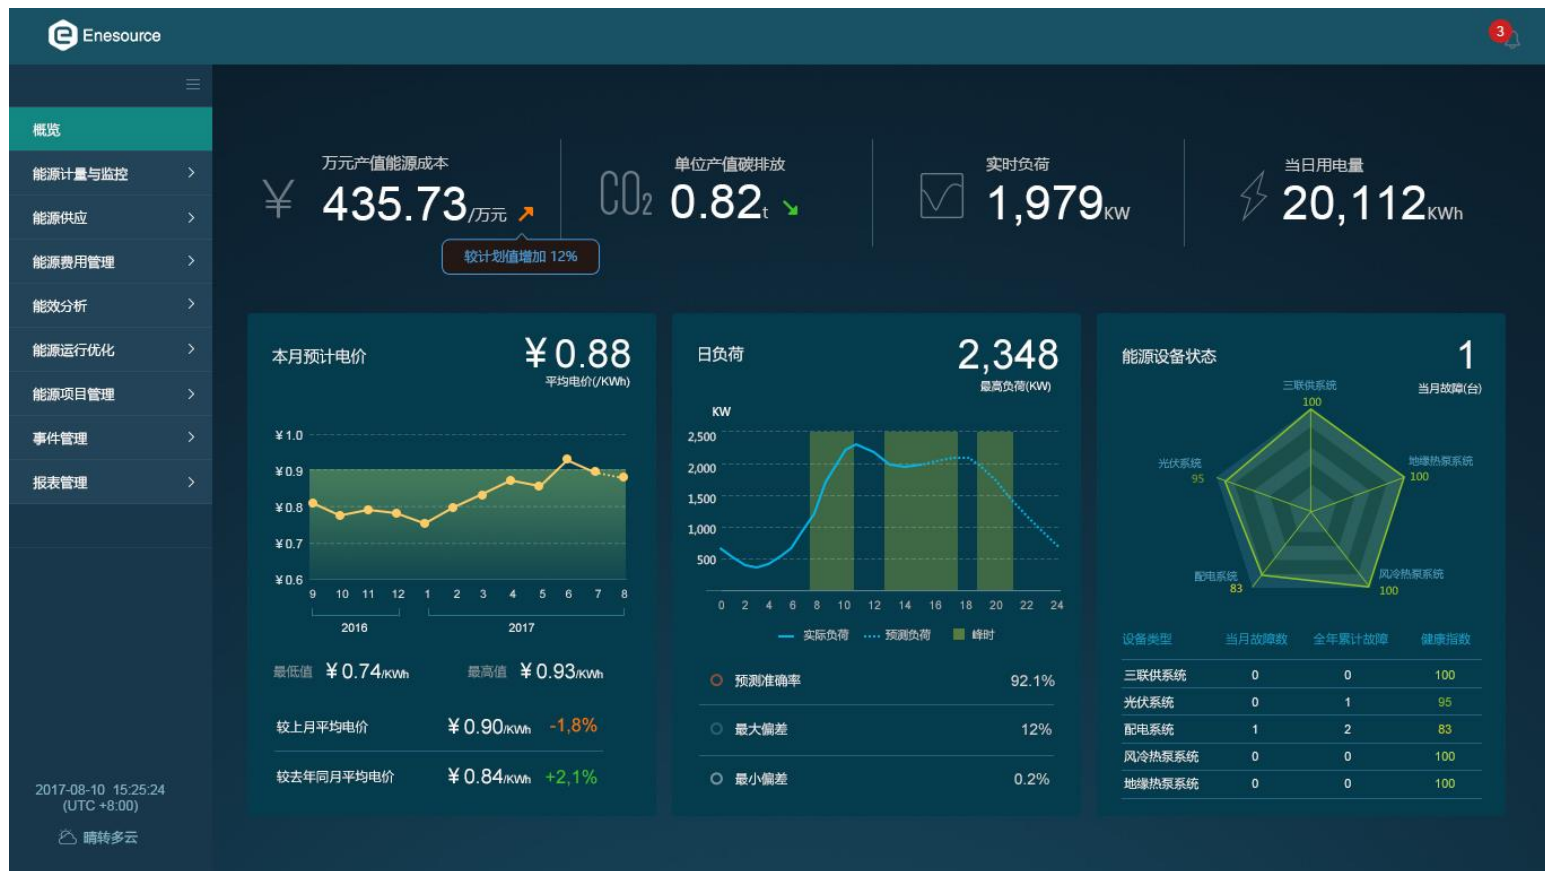 Enesource
3
概览
能源计量与监控
能源供应
能源费用管理
能效分析
能源运行优化
能源项目管理
事件管理
报表管理
2017-08-10 15:25:24
(UTC +8:00)
晴转多云
万元产值能源成本
¥ 435.73/万元
较计划值增加 12%
单位产值碳排放
CO2 0.82t
实时负荷
1,979KW
当日用电量
20,112KWh
本月预计电价
¥0.88
平均电价(/KWh)
¥1.0
¥0.9
¥0.8
¥0.7
¥0.6
9 10 11 12 1 2 3 4 5 6 7 8
2016 2017
最低值 ¥0.74/KWh 最高值 ¥0.93/KWh
较上月平均电价 ¥0.90/KWh -1,8%
较去年同月平均电价 ¥0.84/KWh +2,1%
日负荷
2,348
最高负荷(KW)
KW
2,500
2,000
1,500
1,000
500
0 2 4 6 8 10 12 14 16 18 20 22 24
实际负荷 预测负荷 峰时
预测准确率 92.1%
最大偏差 12%
最小偏差 0.2%
能源设备状态
1
当月故障(台)
三联供系统
100
光伏系统
95
地缘热泵系统
100
配电系统
83
风冷热泵系统
100
设备类型 当月故障数 全年累计故障 健康指数
三联供系统 0 0 100
光伏系统 0 1 95
配电系统 1 2 83
风冷热泵系统 0 0 100
地缘热泵系统 0 0 100